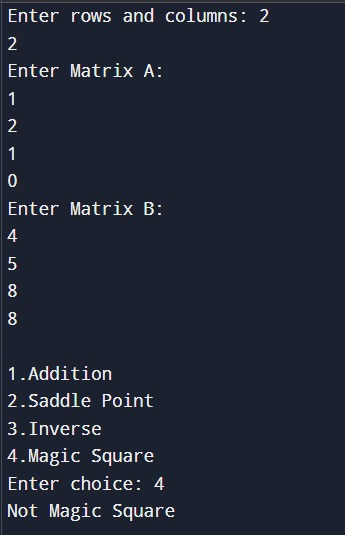 Enter rows and columns: 2
2
Enter Matrix A:
1
2
1
0
Enter Matrix B:
4
5
8
8
1.Addition
2.Saddle Point
3.Inverse
4.Magic Square
Enter choice: 4
Not Magic Square